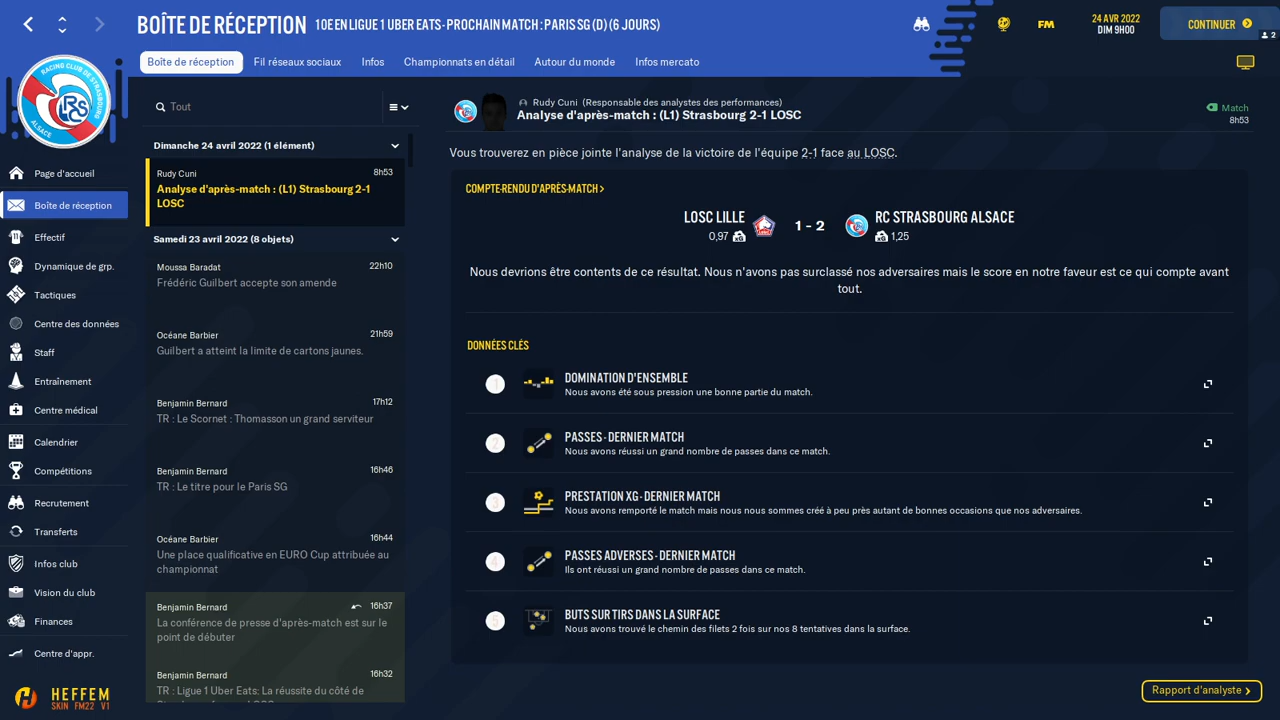 BOÎTE DE RÉCEPTION
10E EN LIGUE 1 UBER EATS - PROCHAIN MATCH : PARIS SG (D) (6 JOURS)
FM
24 AVR 2022
DIM 9H00
CONTINUER
2
Boîte de réception
Fil réseaux sociaux
Infos
Championnats en détail
Autour du monde
Infos mercato
RACING CLUB DE STRASBOURG
ALSACE
Page d'accueil
Boîte de réception
Effectif
Dynamique de grp.
Tactiques
Centre des données
Staff
Entraînement
Centre médical
Calendrier
Compétitions
Recrutement
Transferts
Infos club
Vision du club
Finances
Centre d'appr.
HEFFEM
SKIN FM22 V1
Tout
Dimanche 24 avril 2022 (1 élément)
Rudy Cuni 8h53
Analyse d'après-match : (L1) Strasbourg 2-1
LOSC
Samedi 23 avril 2022 (8 objets)
Moussa Baradat 22h10
Frédéric Guilbert accepte son amende
Océane Barbier 21h59
Guilbert a atteint la limite de cartons jaunes.
Benjamin Bernard 17h12
TR : Le Scornet : Thomasson un grand serviteur
Benjamin Bernard 16h46
TR : Le titre pour le Paris SG
Océane Barbier 16h44
Une place qualificative en EURO Cup attribuée au
championnat
Benjamin Bernard 16h37
La conférence de presse d'après-match est sur le
point de débuter
Benjamin Bernard 16h32
TR : Ligue 1 Uber Eats: La réussite du côté de
Rudy Cuni (Responsable des analystes des performances)
Analyse d'après-match : (L1) Strasbourg 2-1 LOSC
Match
8h53
Vous trouverez en pièce jointe l'analyse de la victoire de l'équipe 2-1 face au LOSC.
COMPTE-RENDU D'APRÈS-MATCH >
LOSC LILLE 1 - 2 RC STRASBOURG ALSACE
0,97 xG xG 1,25
Nous devrions être contents de ce résultat. Nous n'avons pas surclassé nos adversaires mais le score en notre faveur est ce qui compte avant
tout.
DONNÉES CLÉS
1 DOMINATION D'ENSEMBLE
Nous avons été sous pression une bonne partie du match.
2 PASSES - DERNIER MATCH
Nous avons réussi un grand nombre de passes dans ce match.
3 PRESTATION XG - DERNIER MATCH
Nous avons remporté le match mais nous nous sommes créé à peu près autant de bonnes occasions que nos adversaires.
4 PASSES ADVERSES - DERNIER MATCH
Ils ont réussi un grand nombre de passes dans ce match.
5 BUTS SUR TIRS DANS LA SURFACE
Nous avons trouvé le chemin des filets 2 fois sur nos 8 tentatives dans la surface.
Rapport d'analyste >